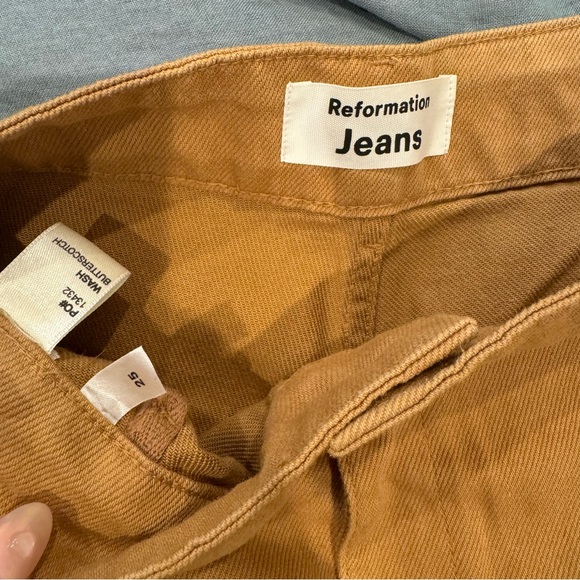 Reformation
Jeans
PO#
13432
WASH
BUTTERSCOTCH
25